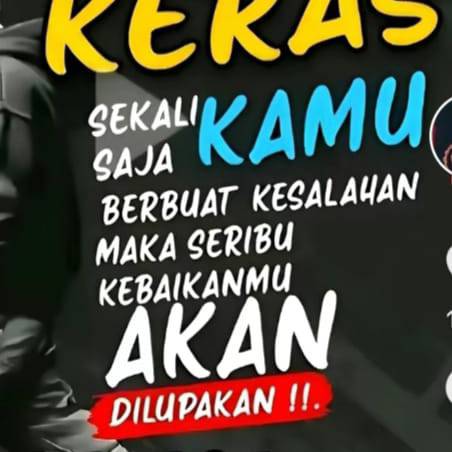 KERAS
SEKALI KAMU
SAJA
BERBUAT KESALAHAN
MAKA SERIBU
KEBAIKANMU
AKAN
DILUPAKAN !!.